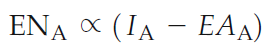 EN_A ∝ (I_A − EA_A)